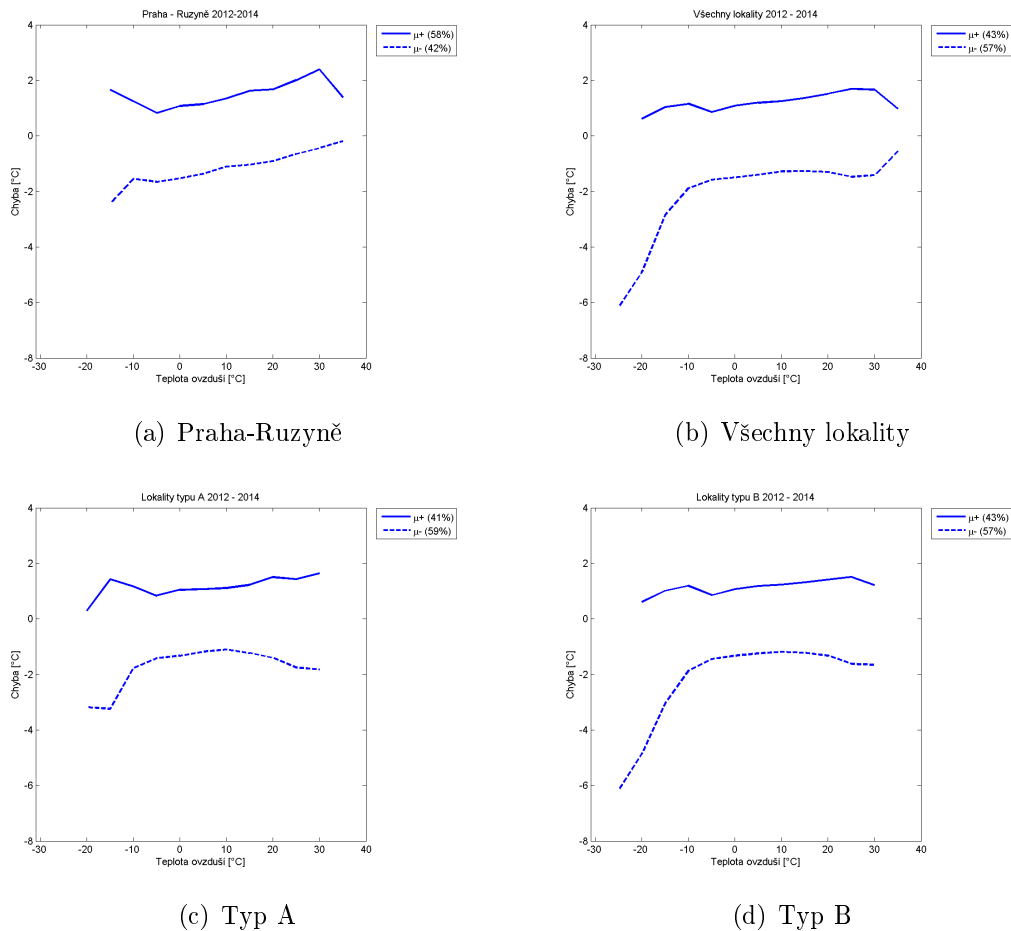 Praha - Ruzyně 2012-2014
μ+ (58%)
μ- (42%)
4
2
0
-2
-4
-6
-8
Chyba [°C]
-30 -20 -10 0 10 20 30 40
Teplota ovzduší [°C]
(a) Praha-Ruzyně
Všechny lokality 2012 - 2014
μ+ (43%)
μ- (57%)
4
2
0
-2
-4
-6
-8
Chyba [°C]
-30 -20 -10 0 10 20 30 40
Teplota ovzduší [°C]
(b) Všechny lokality
Lokality typu A 2012 - 2014
μ+ (41%)
μ- (59%)
4
2
0
-2
-4
-6
-8
Chyba [°C]
-30 -20 -10 0 10 20 30 40
Teplota ovzduší [°C]
(c) Typ A
Lokality typu B 2012 - 2014
μ+ (43%)
μ- (57%)
4
2
0
-2
-4
-6
-8
Chyba [°C]
-30 -20 -10 0 10 20 30 40
Teplota ovzduší [°C]
(d) Typ B